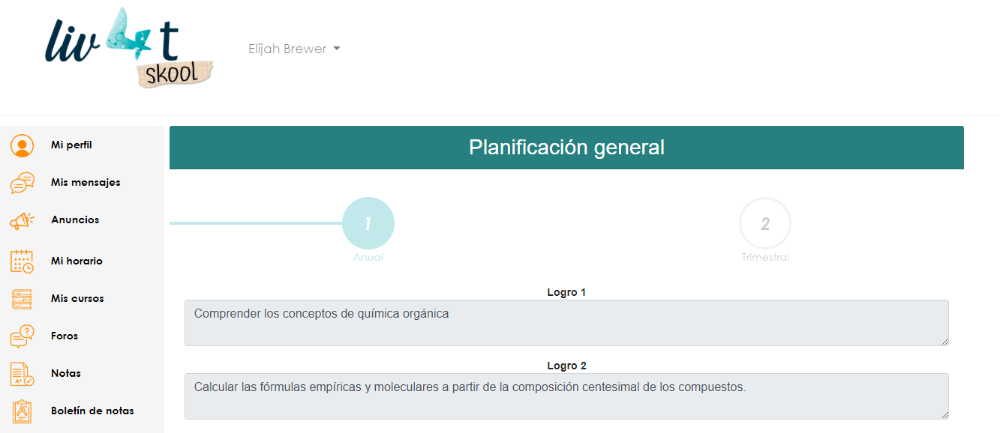 liv4t
skool
Elijah Brewer
Mi perfil
Mis mensajes
Anuncios
Mi horario
Mis cursos
Foros
Notas
Boletín de notas
Planificación general
1
Anual
2
Trimestral
Logro 1
Comprender los conceptos de química orgánica
Logro 2
Calcular las fórmulas empíricas y moleculares a partir de la composición centesimal de los compuestos.